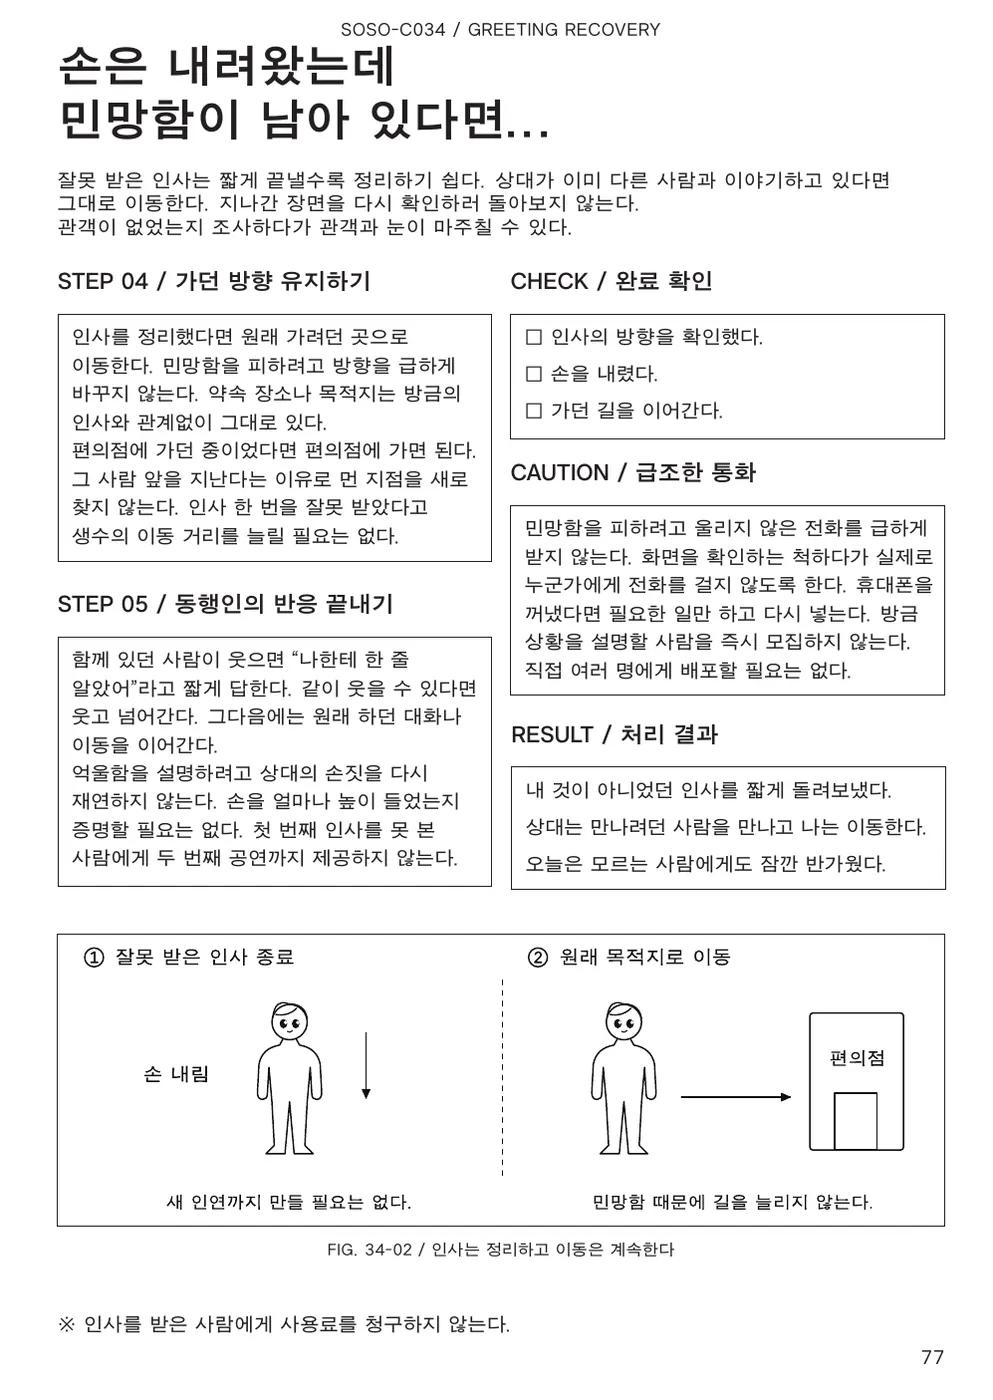 SOSO-C034 / GREETING RECOVERY
손은 내려왔는데
민망함이 남아 있다면...
잘못 받은 인사는 짧게 끝낼수록 정리하기 쉽다. 상대가 이미 다른 사람과 이야기하고 있다면
그대로 이동한다. 지나간 장면을 다시 확인하러 돌아보지 않는다.
관객이 없었는지 조사하다가 관객과 눈이 마주칠 수 있다.
STEP 04 / 가던 방향 유지하기
인사를 정리했다면 원래 가려던 곳으로
이동한다. 민망함을 피하려고 방향을 급하게
바꾸지 않는다. 약속 장소나 목적지는 방금의
인사와 관계없이 그대로 있다.
편의점에 가던 중이었다면 편의점에 가면 된다.
그 사람 앞을 지난다는 이유로 먼 지점을 새로
찾지 않는다. 인사 한 번을 잘못 받았다고
생수의 이동 거리를 늘릴 필요는 없다.
STEP 05 / 동행인의 반응 끝내기
함께 있던 사람이 웃으면 “나한테 한 줄
알았어”라고 짧게 답한다. 같이 웃을 수 있다면
웃고 넘어간다. 그다음에는 원래 하던 대화나
이동을 이어간다.
억울함을 설명하려고 상대의 손짓을 다시
재연하지 않는다. 손을 얼마나 높이 들었는지
증명할 필요는 없다. 첫 번째 인사를 못 본
사람에게 두 번째 공연까지 제공하지 않는다.
CHECK / 완료 확인
□ 인사의 방향을 확인했다.
□ 손을 내렸다.
□ 가던 길을 이어간다.
CAUTION / 급조한 통화
민망함을 피하려고 울리지 않은 전화를 급하게
받지 않는다. 화면을 확인하는 척하다가 실제로
누군가에게 전화를 걸지 않도록 한다. 휴대폰을
꺼냈다면 필요한 일만 하고 다시 넣는다. 방금
상황을 설명할 사람을 즉시 모집하지 않는다.
직접 여러 명에게 배포할 필요는 없다.
RESULT / 처리 결과
내 것이 아니었던 인사를 짧게 돌려보냈다.
상대는 만나려던 사람을 만나고 나는 이동한다.
오늘은 모르는 사람에게도 잠깐 반가웠다.
① 잘못 받은 인사 종료
손 내림
새 인연까지 만들 필요는 없다.
② 원래 목적지로 이동
편의점
민망함 때문에 길을 늘리지 않는다.
FIG. 34-02 / 인사는 정리하고 이동은 계속한다
※ 인사를 받은 사람에게 사용료를 청구하지 않는다.
77